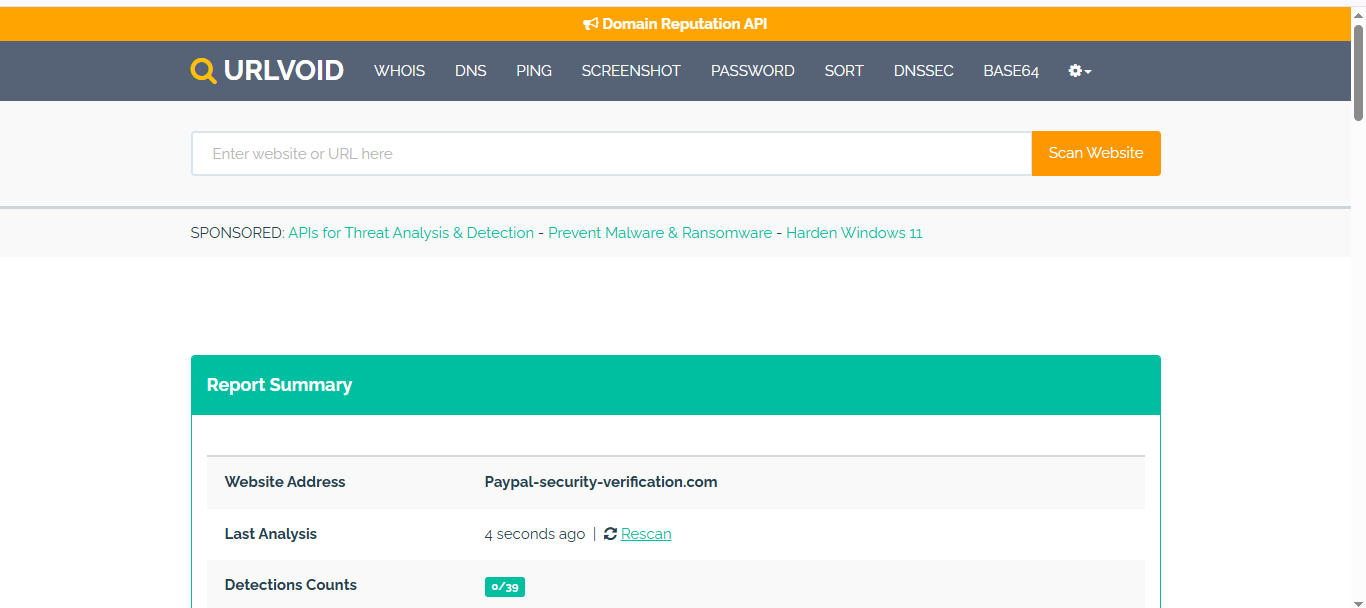 Domain Reputation API
URLVOID WHOIS DNS PING SCREENSHOT PASSWORD SORT DNSSEC BASE64
Enter website or URL here Scan Website
SPONSORED: APIs for Threat Analysis & Detection - Prevent Malware & Ransomware - Harden Windows 11
Report Summary
Website Address Paypal-security-verification.com
Last Analysis 4 seconds ago | Rescan
Detections Counts 0/39